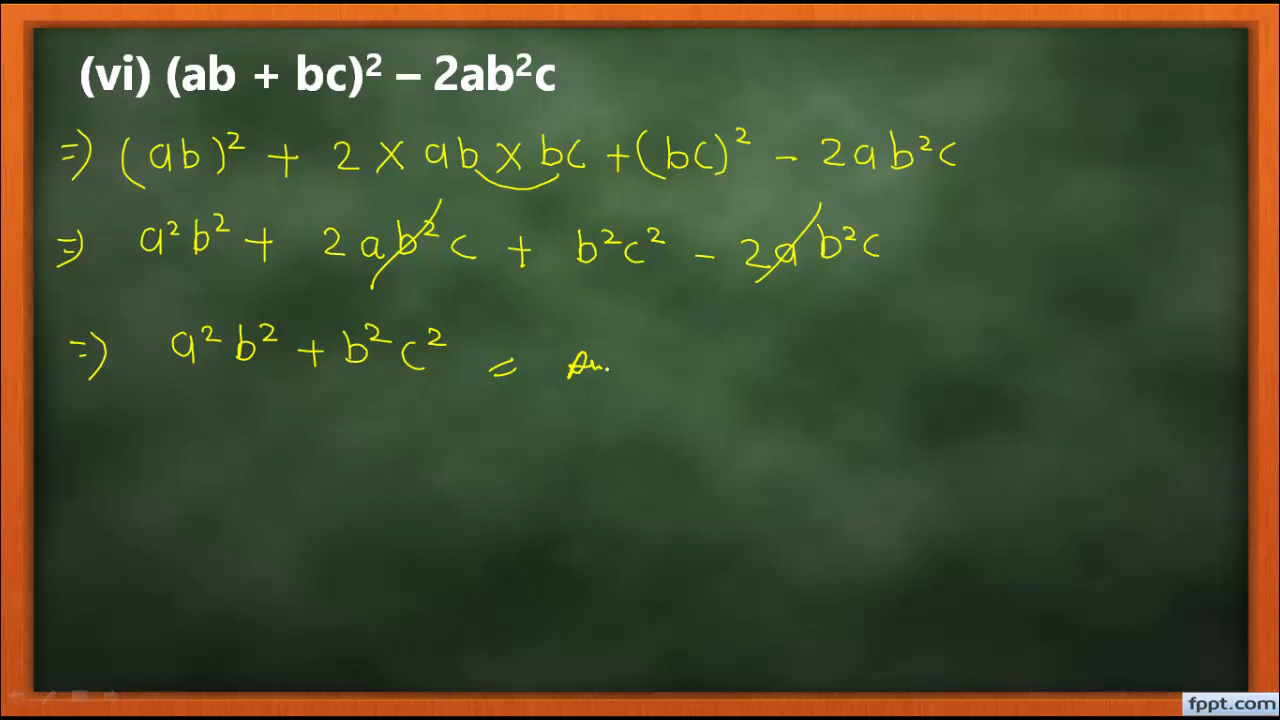 (vi) (ab + bc)² – 2ab²c
=) (ab)² + 2 × ab × bc + (bc)² - 2ab²c
=) a²b² + 2ab²c + b²c² - 2ab²c
=) a²b² + b²c² = An.
fppt.com